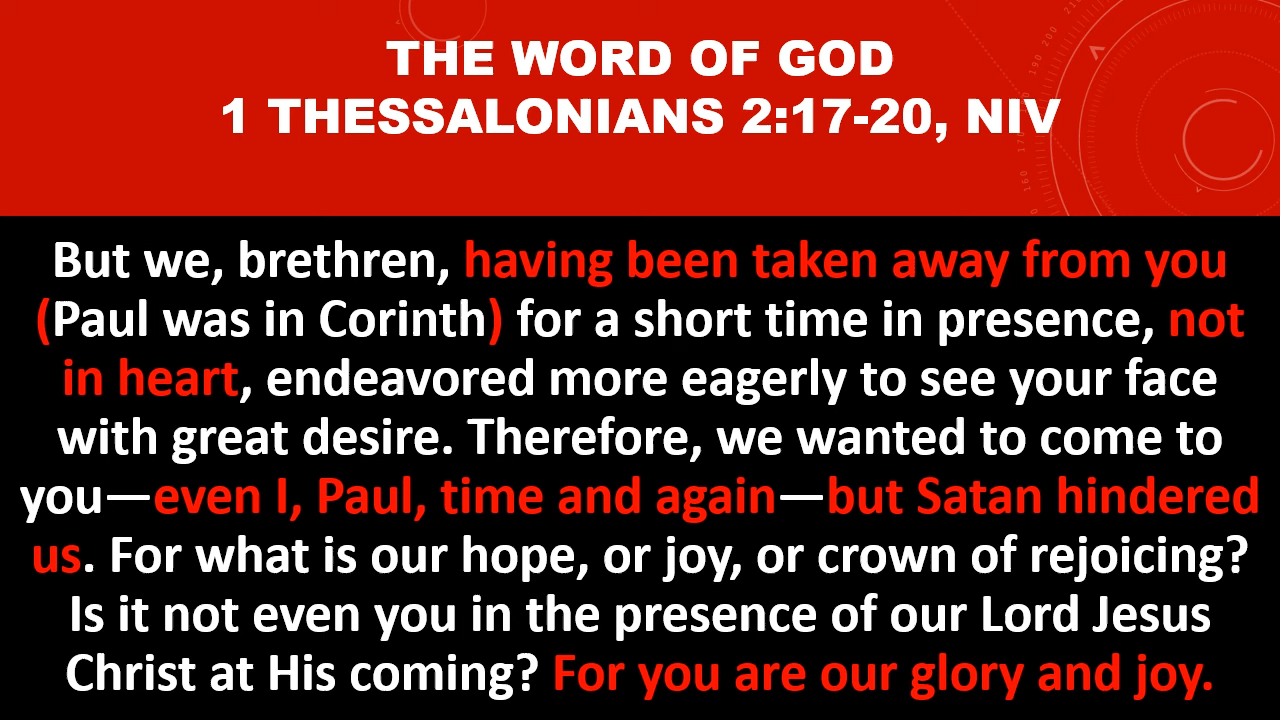 THE WORD OF GOD
1 THESSALONIANS 2:17-20, NIV
But we, brethren, having been taken away from you
(Paul was in Corinth) for a short time in presence, not
in heart, endeavored more eagerly to see your face
with great desire. Therefore, we wanted to come to
you—even I, Paul, time and again—but Satan hindered
us. For what is our hope, or joy, or crown of rejoicing?
Is it not even you in the presence of our Lord Jesus
Christ at His coming? For you are our glory and joy.
160
170
190
200